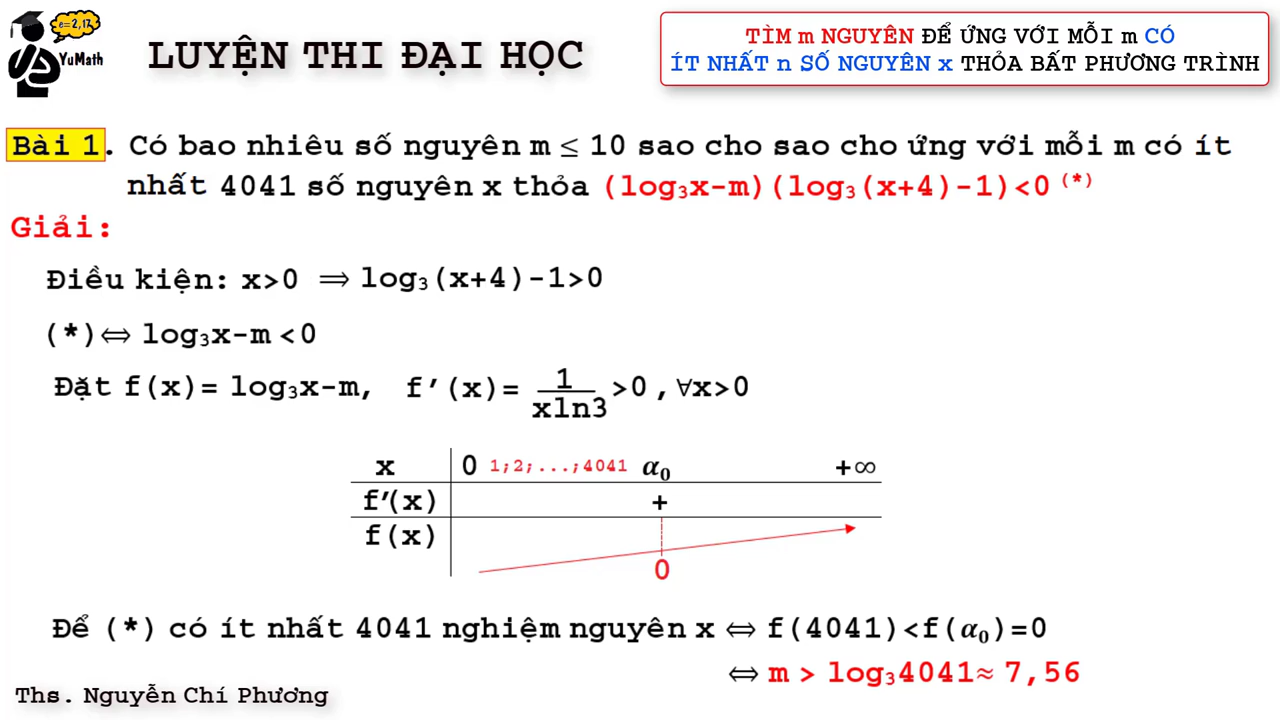 e=2,17
YuMath
LUYỆN THI ĐẠI HỌC
TÌM m NGUYÊN ĐỂ ỨNG VỚI MỖI m CÓ
ÍT NHẤT n SỐ NGUYÊN x THỎA BẤT PHƯƠNG TRÌNH
Bài 1. Có bao nhiêu số nguyên m ≤ 10 sao cho sao cho ứng với mỗi m có ít
nhất 4041 số nguyên x thỏa (log₃x-m)(log₃(x+4)-1)<0 (*)
Giải:
Điều kiện: x>0 ⟹ log₃(x+4)-1>0
(*)⟺ log₃x-m <0
Đặt f(x)= log₃x-m, f′(x)= 1/xln3 >0 , ∀x>0
x 0 1;2;...;4041 α₀ +∞
f′(x) +
f(x)
0
Để (*) có ít nhất 4041 nghiệm nguyên x ⟺ f(4041)<f(α₀)=0
⟺ m > log₃4041≈ 7,56
Ths. Nguyễn Chí Phương